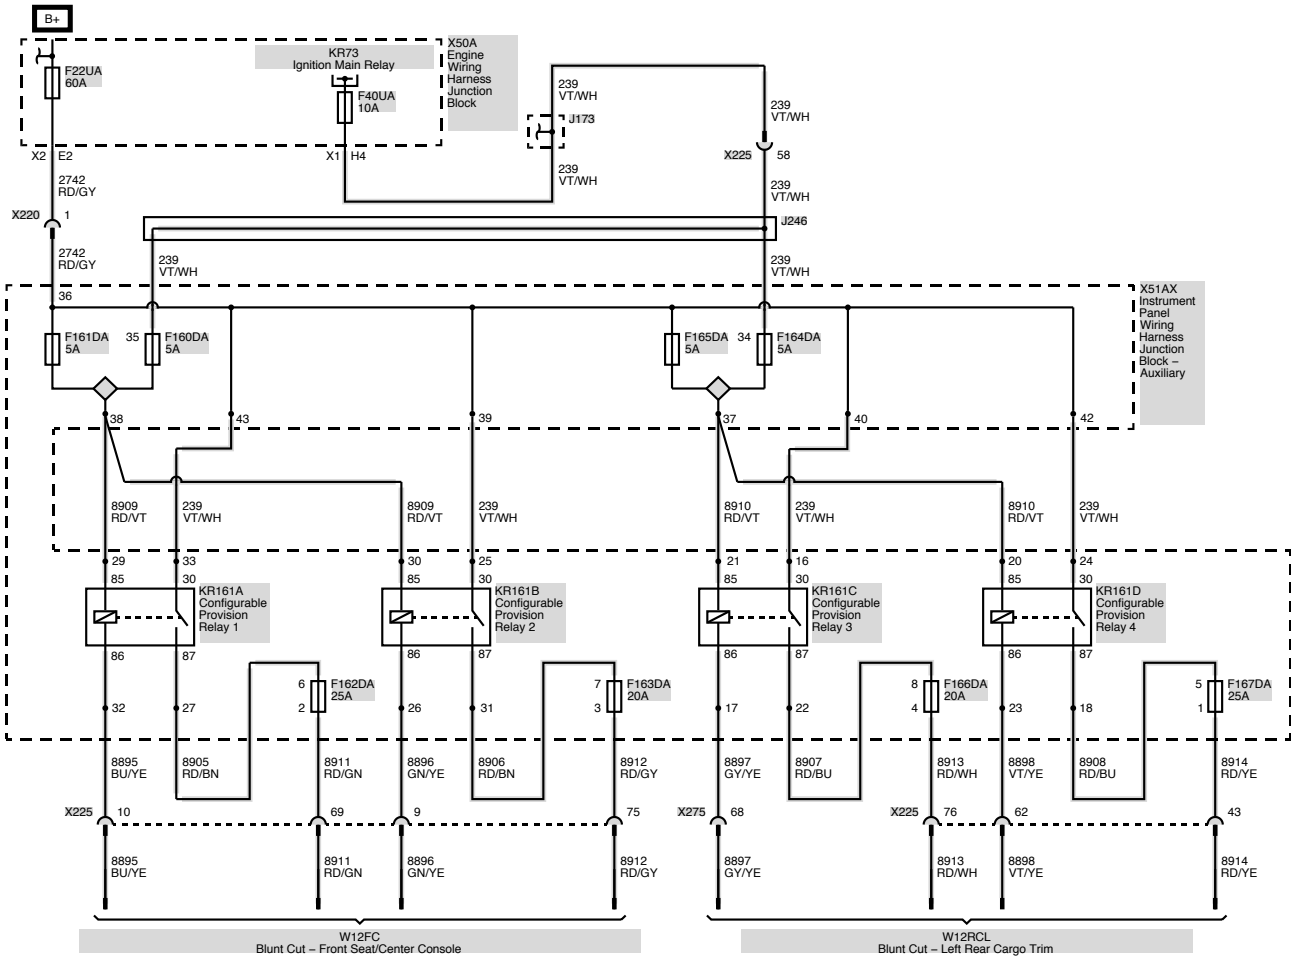 B+
X50A
Engine
Wiring
Harness
Junction
Block
KR73
Ignition Main Relay
F22UA
60A
F40UA
10A
X2 E2
X1 H4
239
VT/WH
J173
239
VT/WH
239
VT/WH
X225 58
2742
RD/GY
239
VT/WH
X220 1
J246
2742
RD/GY
239
VT/WH
239
VT/WH
36
X51AX
Instrument
Panel
Wiring
Harness
Junction
Block –
Auxiliary
F161DA
5A
35 F160DA
5A
F165DA
5A
34 F164DA
5A
38 43 39 37 40 42
8909
RD/VT
239
VT/WH
8909
RD/VT
239
VT/WH
8910
RD/VT
239
VT/WH
8910
RD/VT
239
VT/WH
29 33 30 25 21 16 20 24
85 30 85 30 85 30 85 30
KR161A
Configurable
Provision
Relay 1
KR161B
Configurable
Provision
Relay 2
KR161C
Configurable
Provision
Relay 3
KR161D
Configurable
Provision
Relay 4
86 87 86 87 86 87 86 87
6 F162DA
25A
2
7 F163DA
20A
3
8 F166DA
20A
4
5 F167DA
25A
1
32 27 26 31 17 22 23 18
8895
BU/YE
8905
RD/BN
8911
RD/GN
8896
GN/YE
8906
RD/BN
8912
RD/GY
8897
GY/YE
8907
RD/BU
8913
RD/WH
8898
VT/YE
8908
RD/BU
8914
RD/YE
X225 10 69 9 75 X275 68 X225 76 62 43
8895
BU/YE
8911
RD/GN
8896
GN/YE
8912
RD/GY
8897
GY/YE
8913
RD/WH
8898
VT/YE
8914
RD/YE
W12FC
Blunt Cut – Front Seat/Center Console
W12RCL
Blunt Cut – Left Rear Cargo Trim